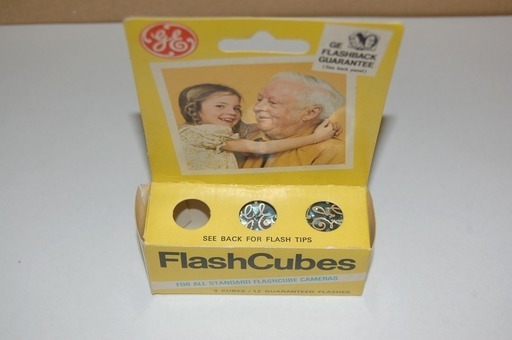 GE
GE
FLASHBACK
GUARANTEE
(See back panel)
SEE BACK FOR FLASH TIPS
FlashCubes
FOR ALL STANDARD FLASHCUBE CAMERAS
3 CUBES / 12 GUARANTEED FLASHES